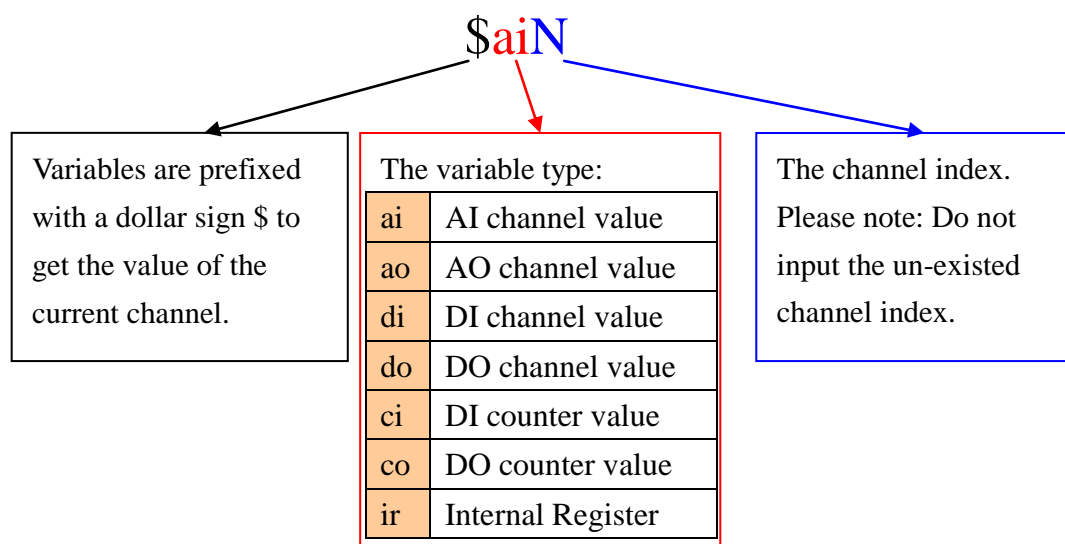 $aiN
Variables are prefixed
with a dollar sign $ to
get the value of the
current channel.
The variable type:
ai AI channel value
ao AO channel value
di DI channel value
do DO channel value
ci DI counter value
co DO counter value
ir Internal Register
The channel index.
Please note: Do not
input the un-existed
channel index.